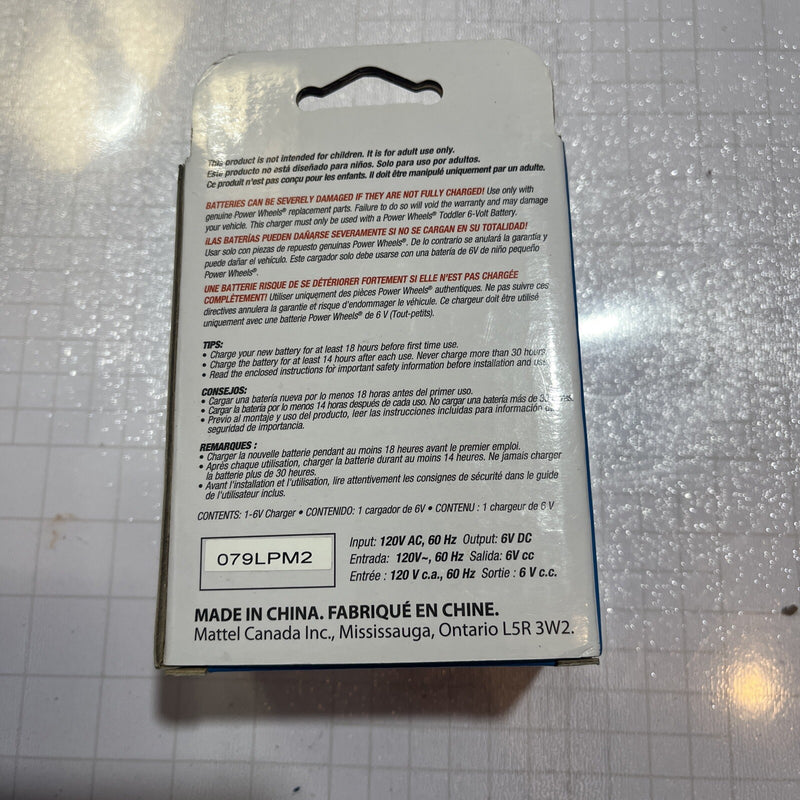 This product is not intended for children. It is for adult use only.
Este producto no está diseñado para niños. Solo para uso por adultos.
Ce produit n'est pas conçu pour les enfants. Il doit être manipulé uniquement par un adulte.
BATTERIES CAN BE SEVERELY DAMAGED IF THEY ARE NOT FULLY CHARGED! Use only with
genuine Power Wheels® replacement parts. Failure to do so will void the warranty and may damage
your vehicle. This charger must only be used with a Power Wheels® Toddler 6-Volt Battery.
¡LAS BATERÍAS PUEDEN DAÑARSE SEVERAMENTE SI NO SE CARGAN EN SU TOTALIDAD!
Usar solo con piezas de repuesto genuinas Power Wheels®. De lo contrario se anulará la garantía y
puede dañar el vehículo. Este cargador solo debe usarse con una batería de 6V de niño pequeño
Power Wheels®.
UNE BATTERIE RISQUE DE SE DÉTÉRIORER FORTEMENT SI ELLE N'EST PAS CHARGÉE
COMPLÈTEMENT! Utiliser uniquement des pièces Power Wheels® authentiques. Ne pas suivre ces
directives annulera la garantie et risque d'endommager le véhicule. Ce chargeur doit être utilisé
uniquement avec une batterie Power Wheels® de 6 V (Tout-petits).
TIPS:
• Charge your new battery for at least 18 hours before first time use.
• Charge the battery for at least 14 hours after each use. Never charge more than 30 hours.
• Read the enclosed instructions for important safety information before installation and use.
CONSEJOS:
• Cargar una batería nueva por lo menos 18 horas antes del primer uso.
• Cargar la batería por lo menos 14 horas después de cada uso. No cargar una batería más de
• Previo al montaje y uso del producto, leer las instrucciones incluidas para información de
seguridad de importancia.
REMARQUES :
• Charger la nouvelle batterie pendant au moins 18 heures avant le premier emploi.
• Après chaque utilisation, charger la batterie durant au moins 14 heures. Ne jamais charger
la batterie plus de 30 heures.
• Avant l'installation et l'utilisation, lire attentivement les consignes de sécurité dans le guide
de l'utilisateur inclus.
CONTENTS: 1-6V Charger • CONTENIDO: 1 cargador de 6V • CONTENU : 1 chargeur de 6 V
079LPM2
Input: 120V AC, 60 Hz Output: 6V DC
Entrada: 120V~, 60 Hz Salida: 6V cc
Entrée : 120 V c.a., 60 Hz Sortie : 6 V c.c.
MADE IN CHINA. FABRIQUÉ EN CHINE.
Mattel Canada Inc., Mississauga, Ontario L5R 3W2.